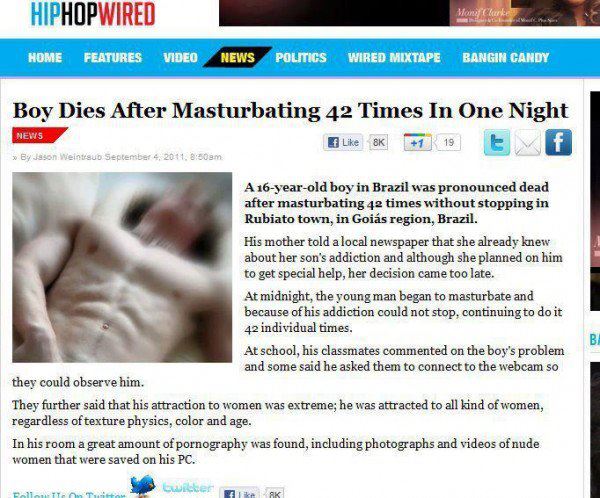 HIPHOPWIRED
Monif Clarke
HOME FEATURES VIDEO NEWS POLITICS WIRED MIXTAPE BANGIN CANDY
Boy Dies After Masturbating 42 Times In One Night
NEWS
Like 8K +1 19
» By Jason Weintraub September 4, 2011, 8:50am
A 16-year-old boy in Brazil was pronounced dead
after masturbating 42 times without stopping in
Rubiato town, in Goiás region, Brazil.
His mother told a local newspaper that she already knew
about her son's addiction and although she planned on him
to get special help, her decision came too late.
At midnight, the young man began to masturbate and
because of his addiction could not stop, continuing to do it
42 individual times.
At school, his classmates commented on the boy's problem
and some said he asked them to connect to the webcam so
they could observe him.
They further said that his attraction to women was extreme; he was attracted to all kind of women,
regardless of texture physics, color and age.
In his room a great amount of pornography was found, including photographs and videos of nude
women that were saved on his PC.
Follow Us On Twitter twitter Like 8K